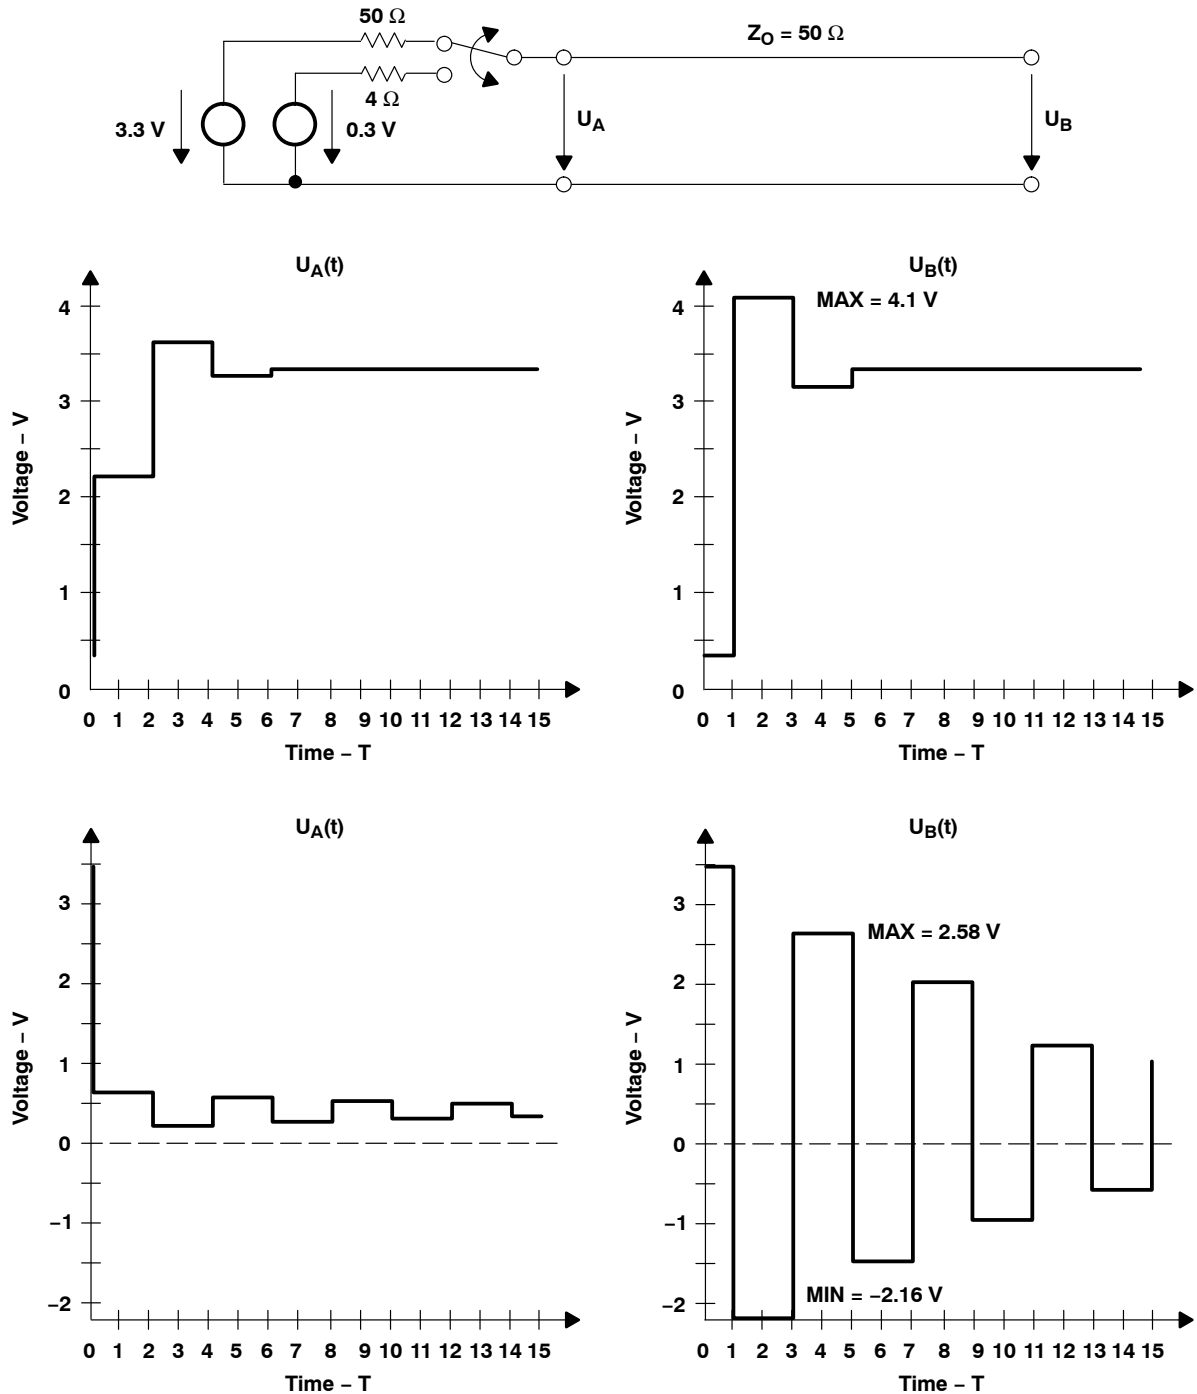 50 Ω
Z_O = 50 Ω
4 Ω
3.3 V
0.3 V
U_A
U_B
U_A(t)
U_B(t)
MAX = 4.1 V
4
3
2
1
0
Voltage – V
0 1 2 3 4 5 6 7 8 9 10 11 12 13 14 15
Time – T
4
3
2
1
0
Voltage – V
0 1 2 3 4 5 6 7 8 9 10 11 12 13 14 15
Time – T
U_A(t)
U_B(t)
3
2
1
0
–1
–2
Voltage – V
0 1 2 3 4 5 6 7 8 9 10 11 12 13 14 15
Time – T
MAX = 2.58 V
MIN = –2.16 V
3
2
1
0
–1
–2
Voltage – V
0 1 2 3 4 5 6 7 8 9 10 11 12 13 14 15
Time – T